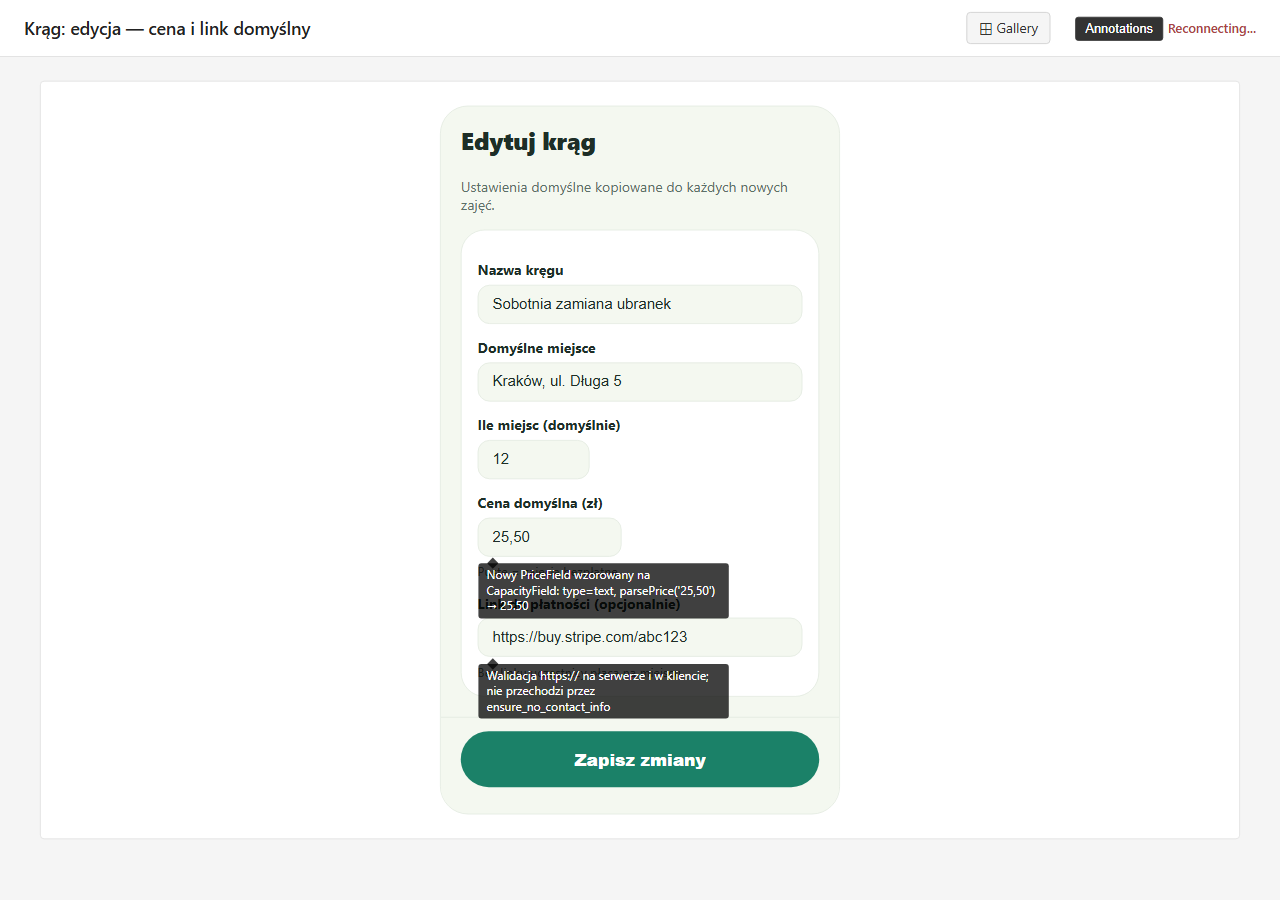 Krąg: edycja — cena i link domyślny
Gallery
Annotations
Reconnecting...
Edytuj krąg
Ustawienia domyślne kopiowane do każdych nowych
zajęć.
Nazwa kręgu
Sobotnia zamiana ubranek
Domyślne miejsce
Kraków, ul. Długa 5
Ile miejsc (domyślnie)
12
Cena domyślna (zł)
25,50
Nowy PriceField wzorowany na
CapacityField: type=text, parsePrice('25,50')
↔ 25.50
płatności (opcjonalnie)
https://buy.stripe.com/abc123
Walidacja https:// na serwerze i w kliencie;
nie przechodzi przez
ensure_no_contact_info
Zapisz zmiany